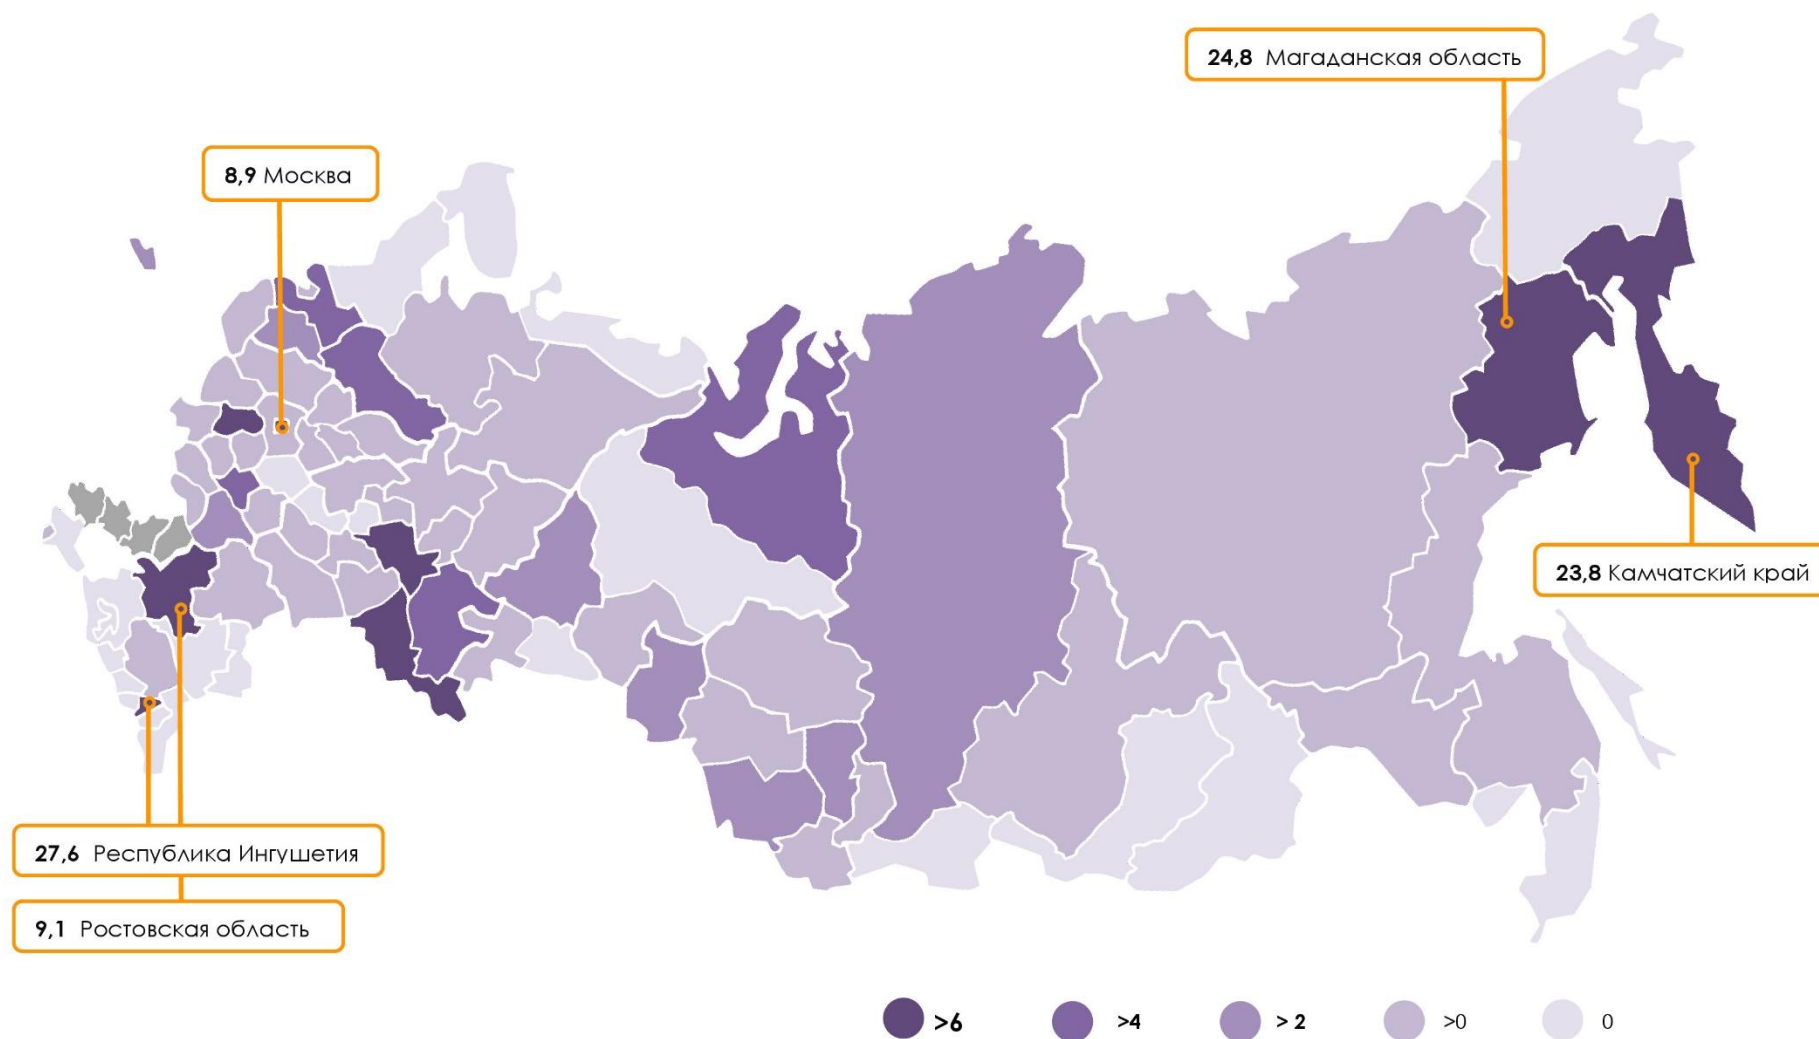 24,8 Магаданская область
8,9 Москва
23,8 Камчатский край
27,6 Республика Ингушетия
9,1 Ростовская область
>6 >4 > 2 >0 0